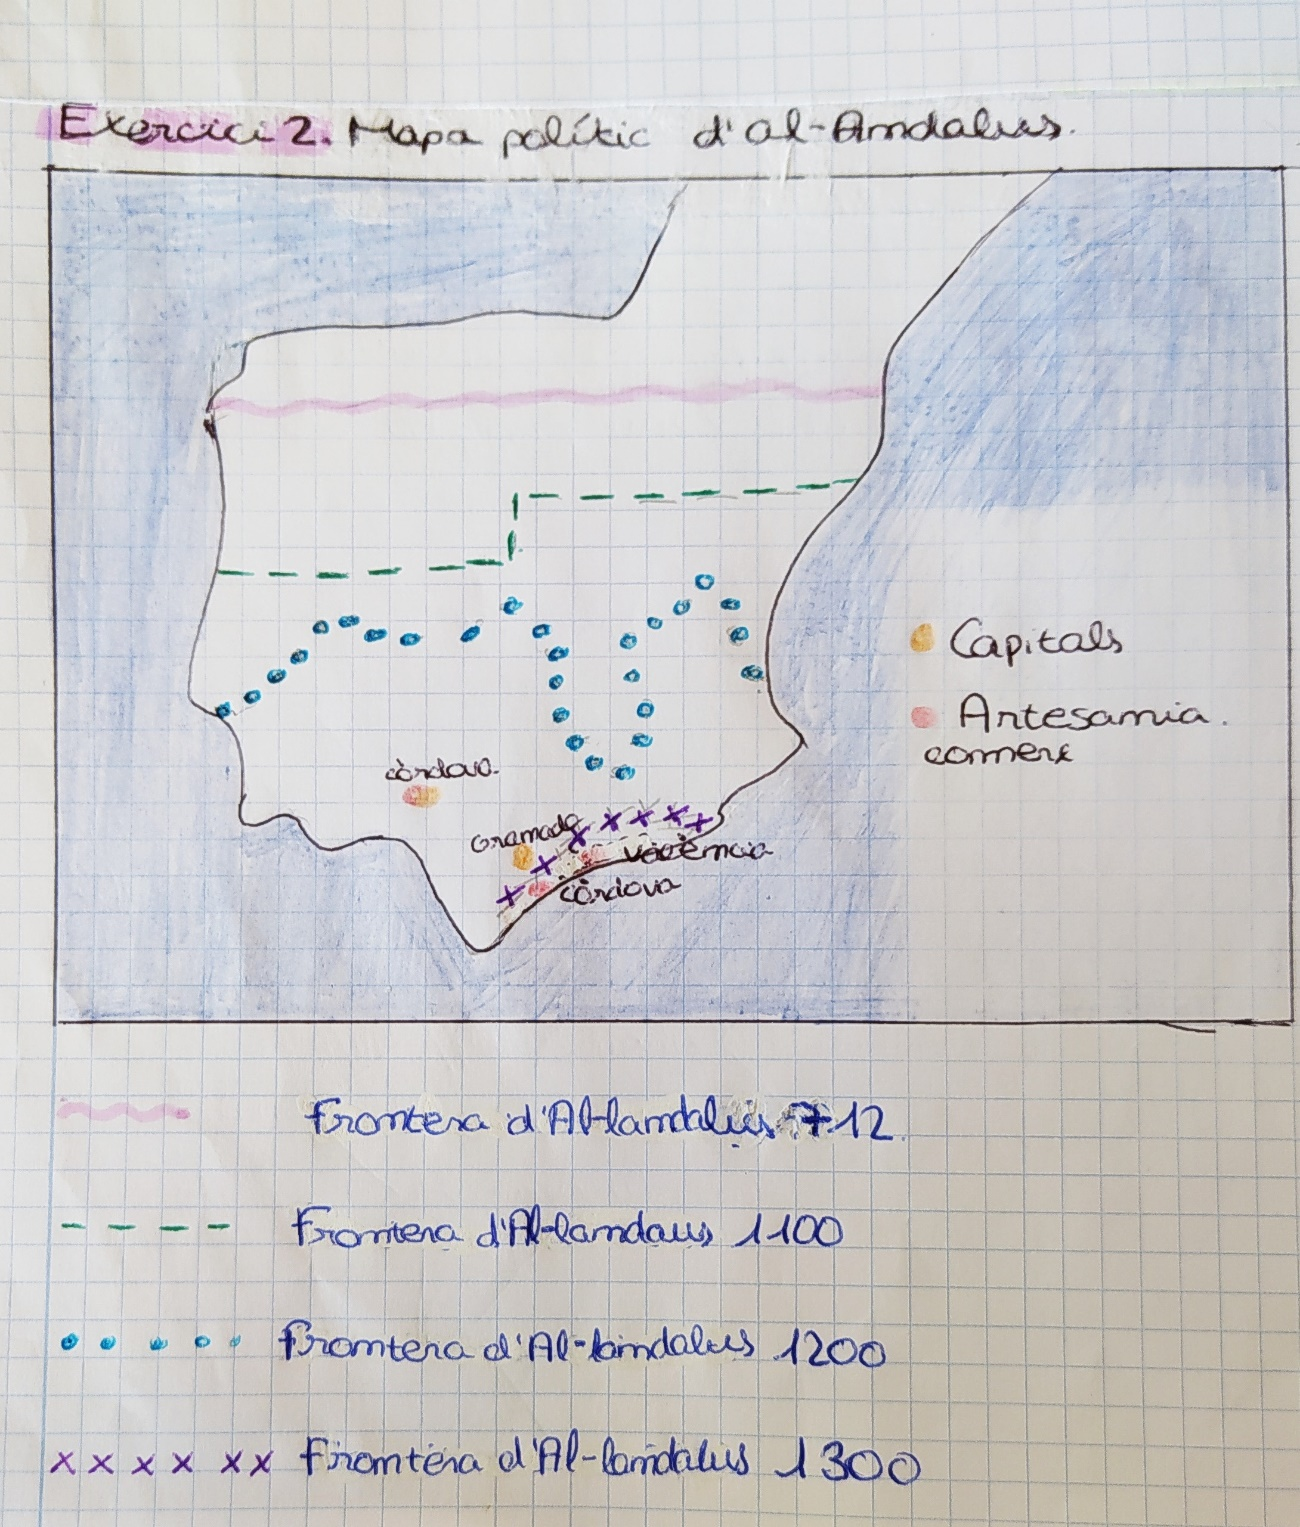 Exercici 2. Mapa polític d'al-Andalus.
Capitals
Artesania.
comerç
còrdova
Granada
València
còrdova
Frontera d'Al-landalus 712.
Frontera d'Al-landaus 1100
Frontera d'Al-landalus 1200
Frontera d'Al-landalus 1300